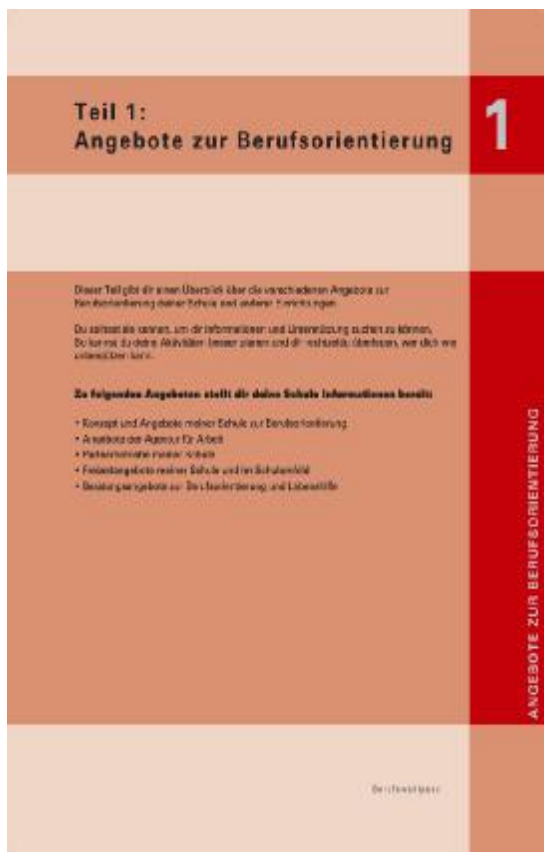 Teil 1:
Angebote zur Berufsorientierung
1
Dieser Teil gibt dir einen Überblick über die verschiedenen Angebote zur
Berufsorientierung deiner Schule und anderer Einrichtungen.
Du solltest sie kennen, um dir Informationen und Unterstützung suchen zu können.
So kannst du deine Aktivitäten besser planen und dir rechtzeitig überlegen, wer dich wie
unterstützen kann.
Zu folgenden Angeboten stellt dir deine Schule Informationen bereit:
• Konzept und Angebote meiner Schule zur Berufsorientierung
• Angebote der Agentur für Arbeit
• Partnerbetriebe meiner Schule
• Freizeitangebote meiner Schule und im Schulumfeld
• Beratungsangebote zur Berufsorientierung und Lebenshilfe
ANGEBOTE ZUR BERUFSORIENTIERUNG
Berufswahlpass